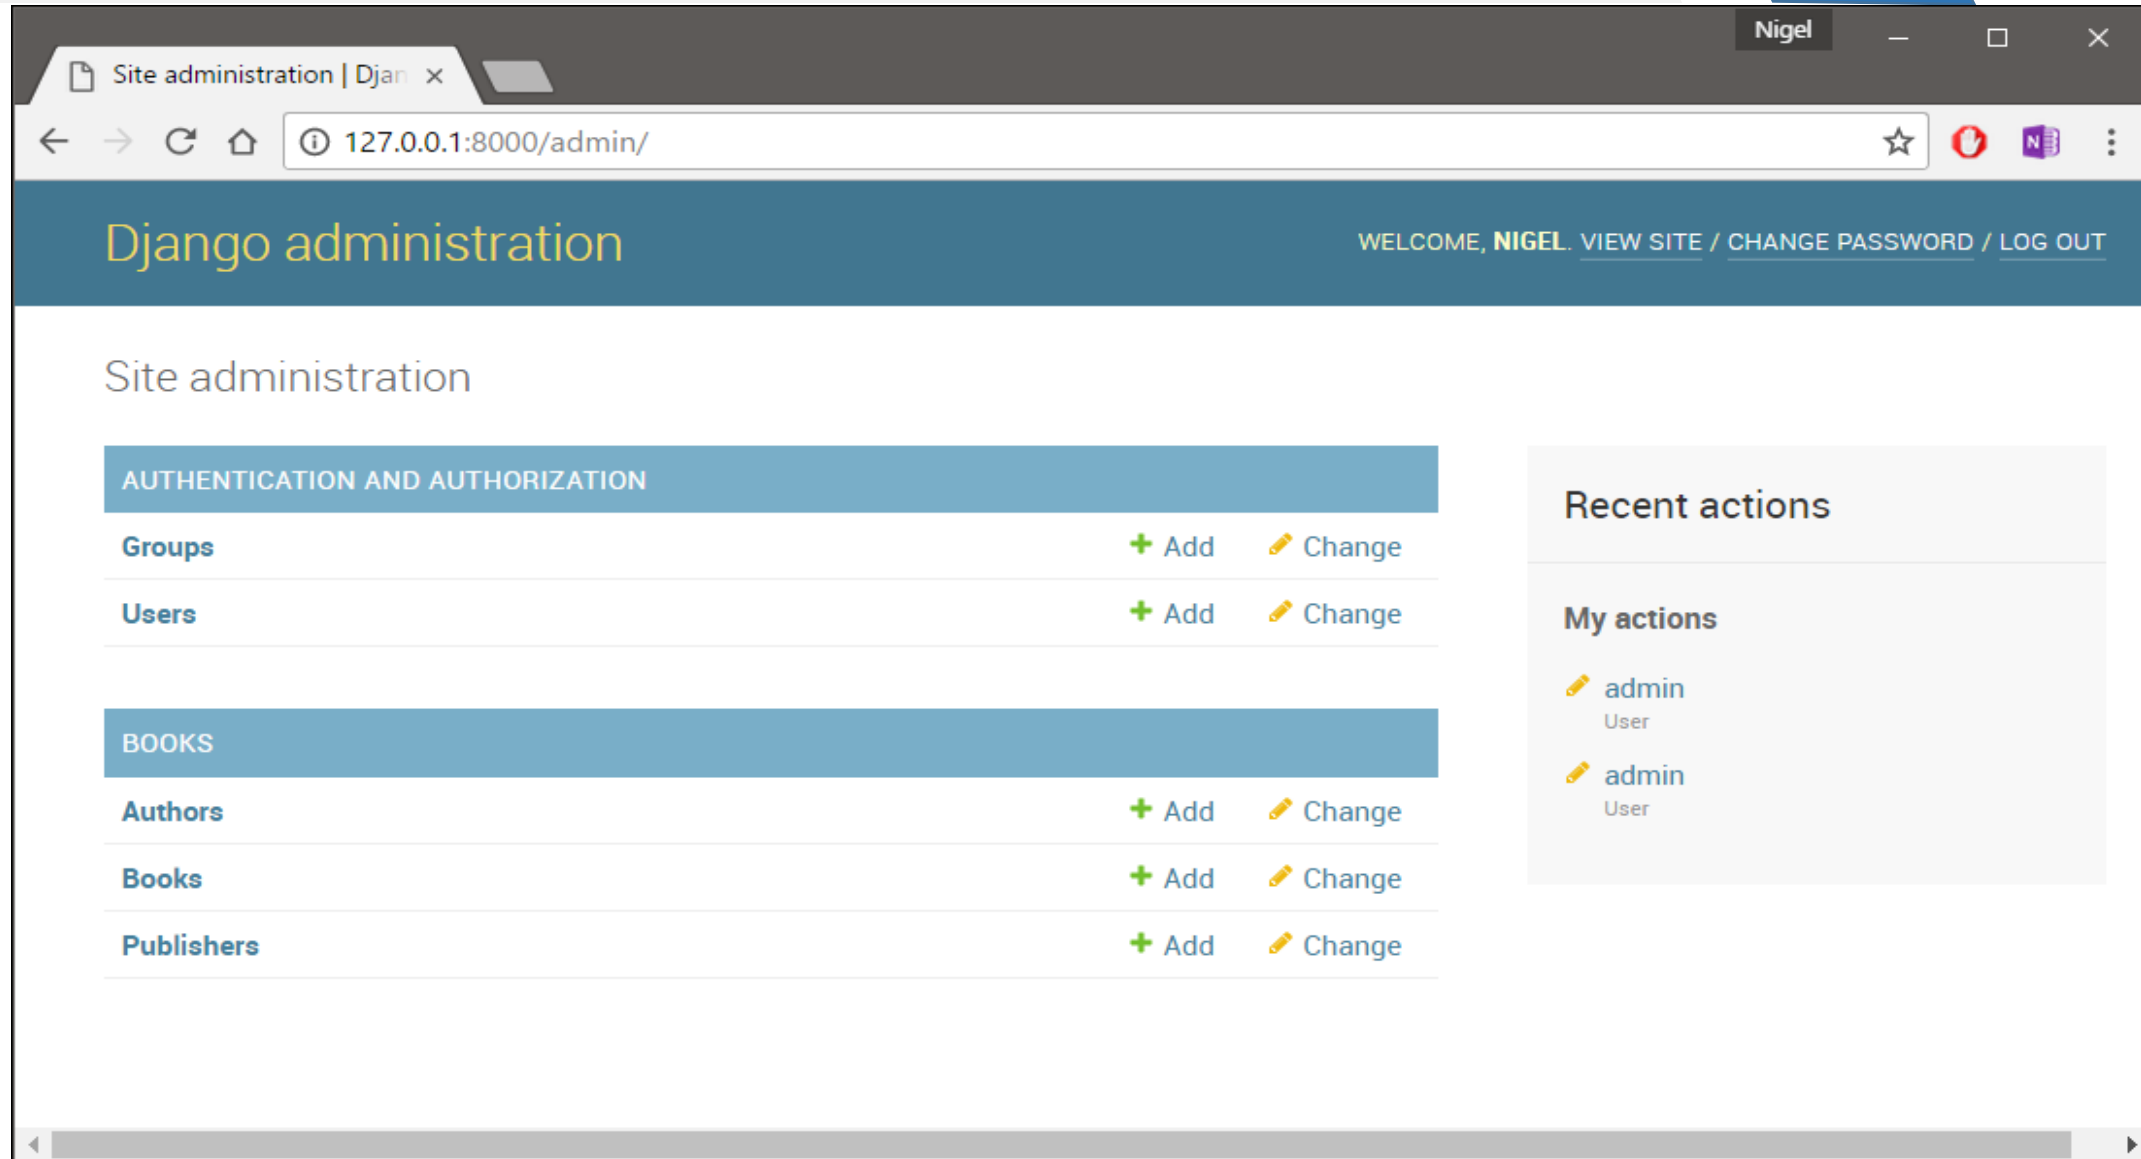 Nigel
Site administration | Djan
127.0.0.1:8000/admin/
Django administration
WELCOME, NIGEL. VIEW SITE / CHANGE PASSWORD / LOG OUT
Site administration
AUTHENTICATION AND AUTHORIZATION
Groups Add Change
Users Add Change
BOOKS
Authors Add Change
Books Add Change
Publishers Add Change
Recent actions
My actions
admin
User
admin
User